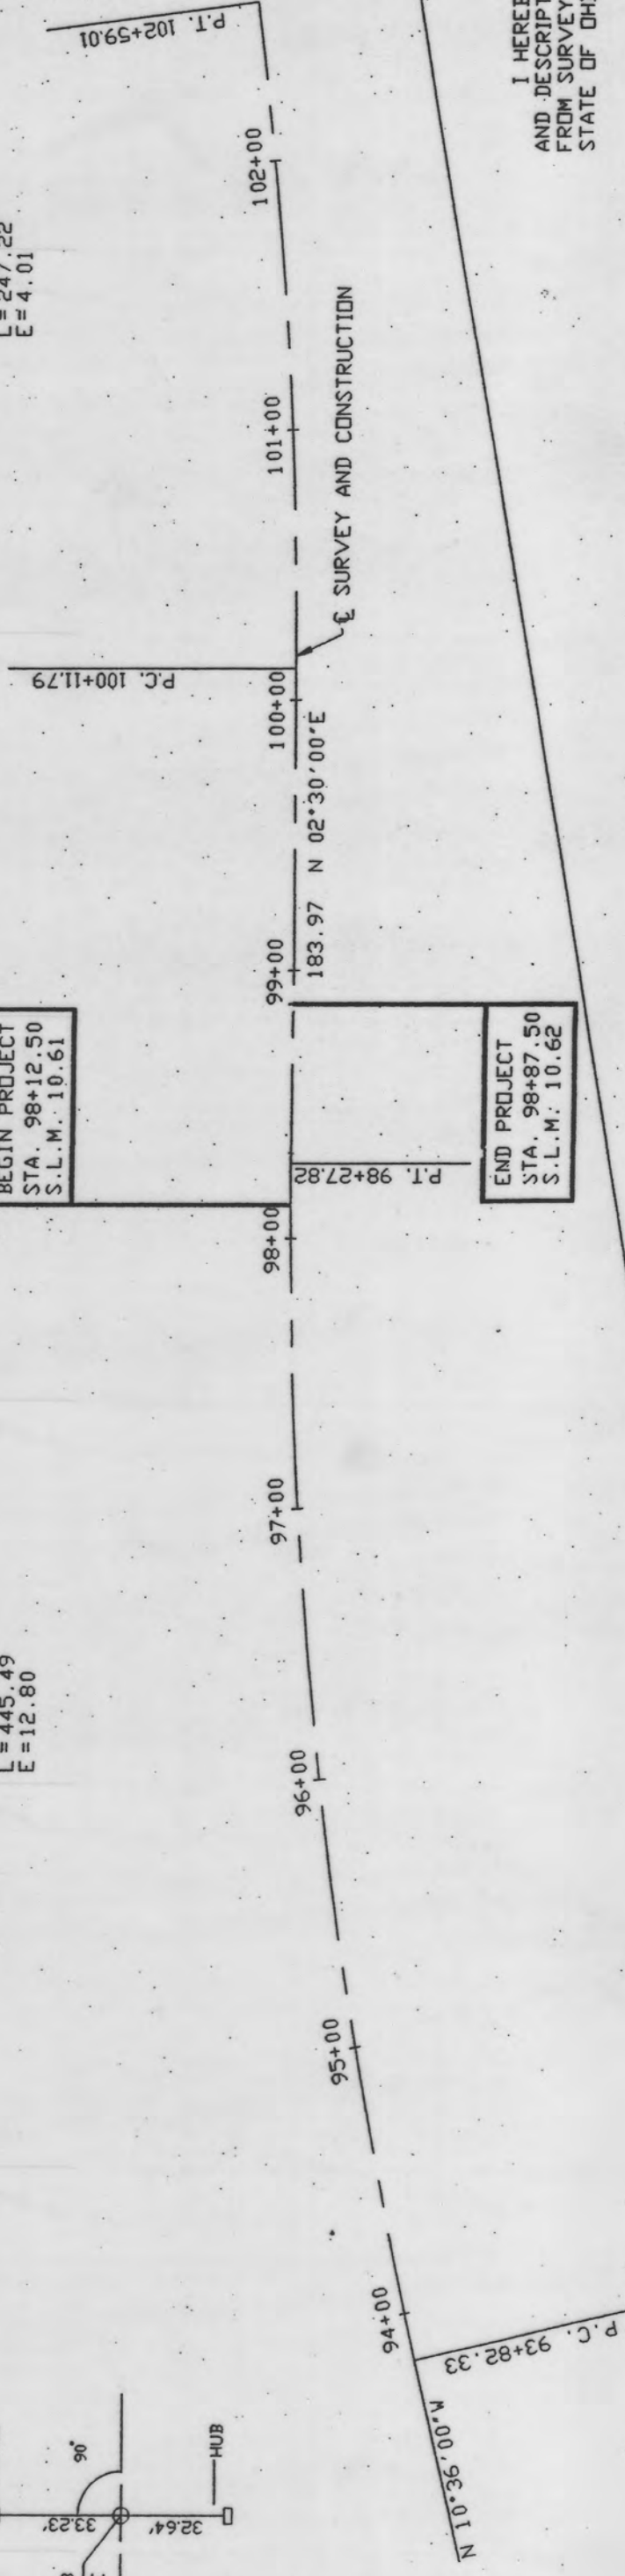 P.T. 102+59.01
I HEREB
AND DESCRIPT
FROM SURVEY
STATE OF OHI
102+00
L=247.22
E=4.01
101+00
℄ SURVEY AND CONSTRUCTION
P.C. 100+11.79
100+00
183.97 N 02°30'00"E
99+00
BEGIN PROJECT
STA. 98+12.50
S.L.M. 10.61
END PROJECT
STA. 98+87.50
S.L.M. 10.62
P.T. 98+27.82
98+00
97+00
L=445.49
E=12.80
96+00
95+00
94+00
P.C. 93+82.33
N 10°36'00"W
90°
33.23'
32.64'
HUB